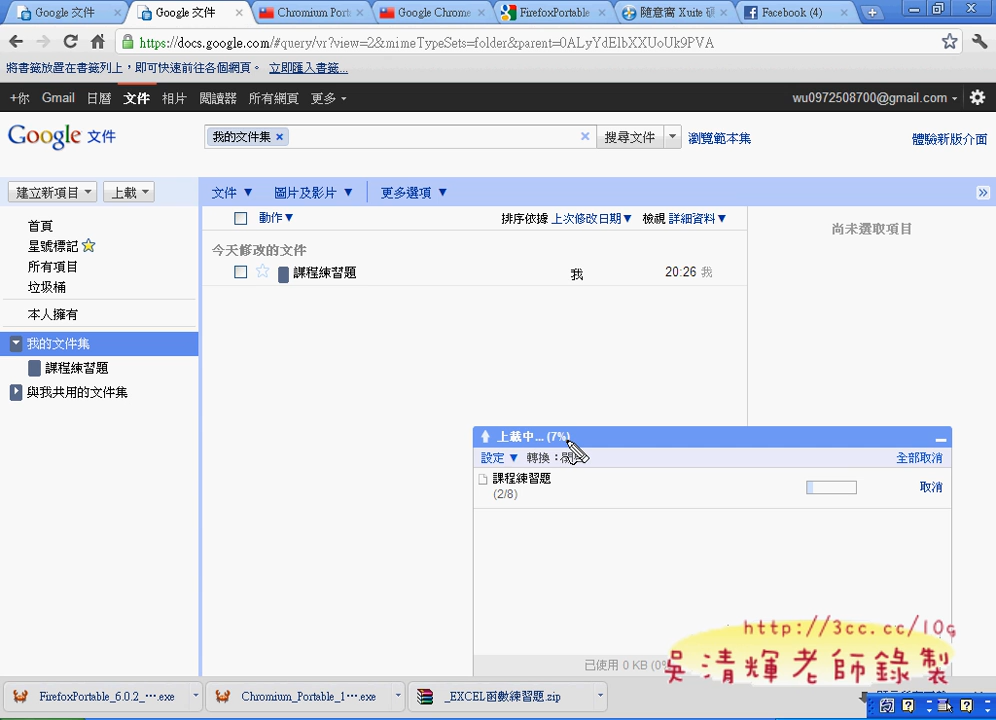 Google 文件
Google 文件
Chromium Port
Google Chrome
FirefoxPortable
隨意窩 Xuite
Facebook (4)
https://docs.google.com/#query/vr?view=2&mimeTypeSets=folder&parent=0ALyYdElbXXUoUk9PVA
將書籤放置在書籤列上，即可快速前往各個網頁。 立即匯入書籤...
+你 Gmail 日曆 文件 相片 閱讀器 所有網頁 更多
wu0972508700@gmail.com
Google 文件
我的文件集 ×
搜尋文件
瀏覽範本集
體驗新版介面
建立新項目
上載
文件
圖片及影片
更多選項
首頁
星號標記
所有項目
垃圾桶
本人擁有
我的文件集
課程練習題
與我共用的文件集
動作
排序依據 上次修改日期
檢視 詳細資料
今天修改的文件
課程練習題 我 20:26 我
尚未選取項目
上載中... (7%)
設定 轉換：
全部取消
課程練習題
(2/8)
取消
已使用 0 KB (0%
http://3cc.cc/10g
吳清輝老師錄製
FirefoxPortable_6.0.2_⋯.exe
Chromium_Portable_1⋯.exe
_EXCEL函數練習題.zip